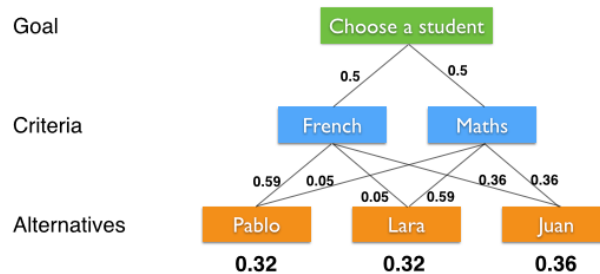 Goal
Choose a student
0.5 0.5
Criteria
French Maths
0.59 0.05 0.05 0.59 0.36 0.36
Alternatives
Pablo Lara Juan
0.32 0.32 0.36